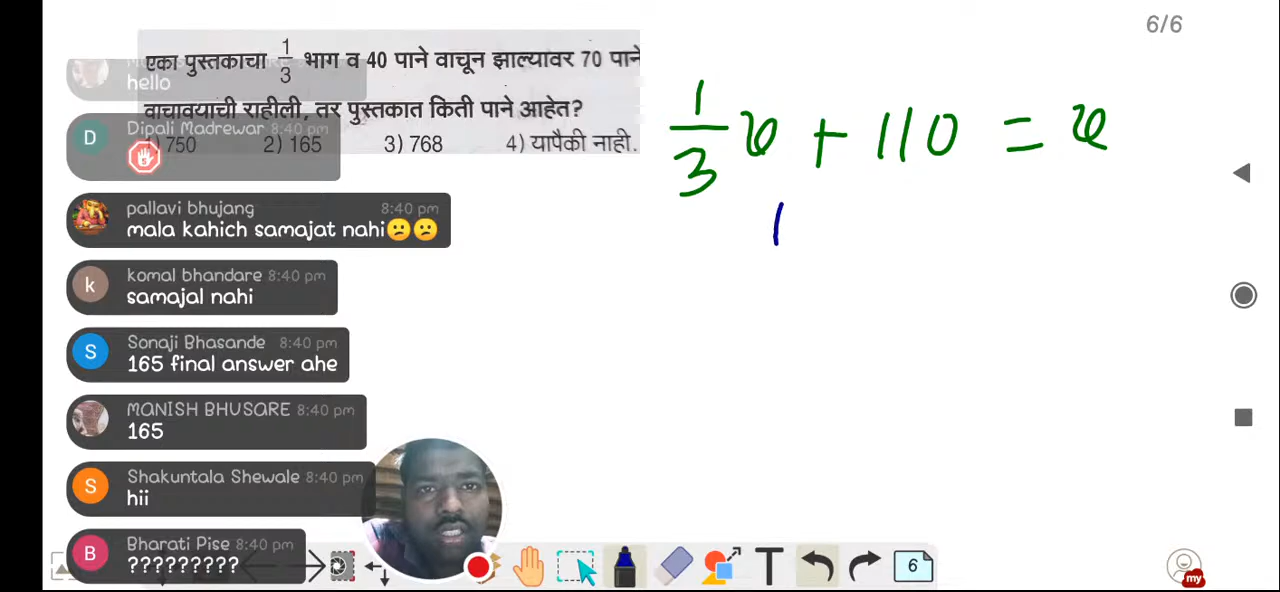 6/6
एका पुस्तकाचा 1/3 भाग व 40 पाने वाचून झाल्यावर 70 पाने
वाचावयाची राहीली, तर पुस्तकात किती पाने आहेत?
750 2) 165 3) 768 4) यापैकी नाही.
1/3 x + 110 = x
hello
D
Dipali Madrewar 8:40 pm
pallavi bhujang 8:40 pm
mala kahich samajat nahi😕😕
k
komal bhandare 8:40 pm
samajal nahi
S
Sonaji Bhasande 8:40 pm
165 final answer ahe
MANISH BHUSARE 8:40 pm
165
S
Shakuntala Shewale 8:40 pm
hii
B
Bharati Pise 8:40 pm
?????????
T
6
my